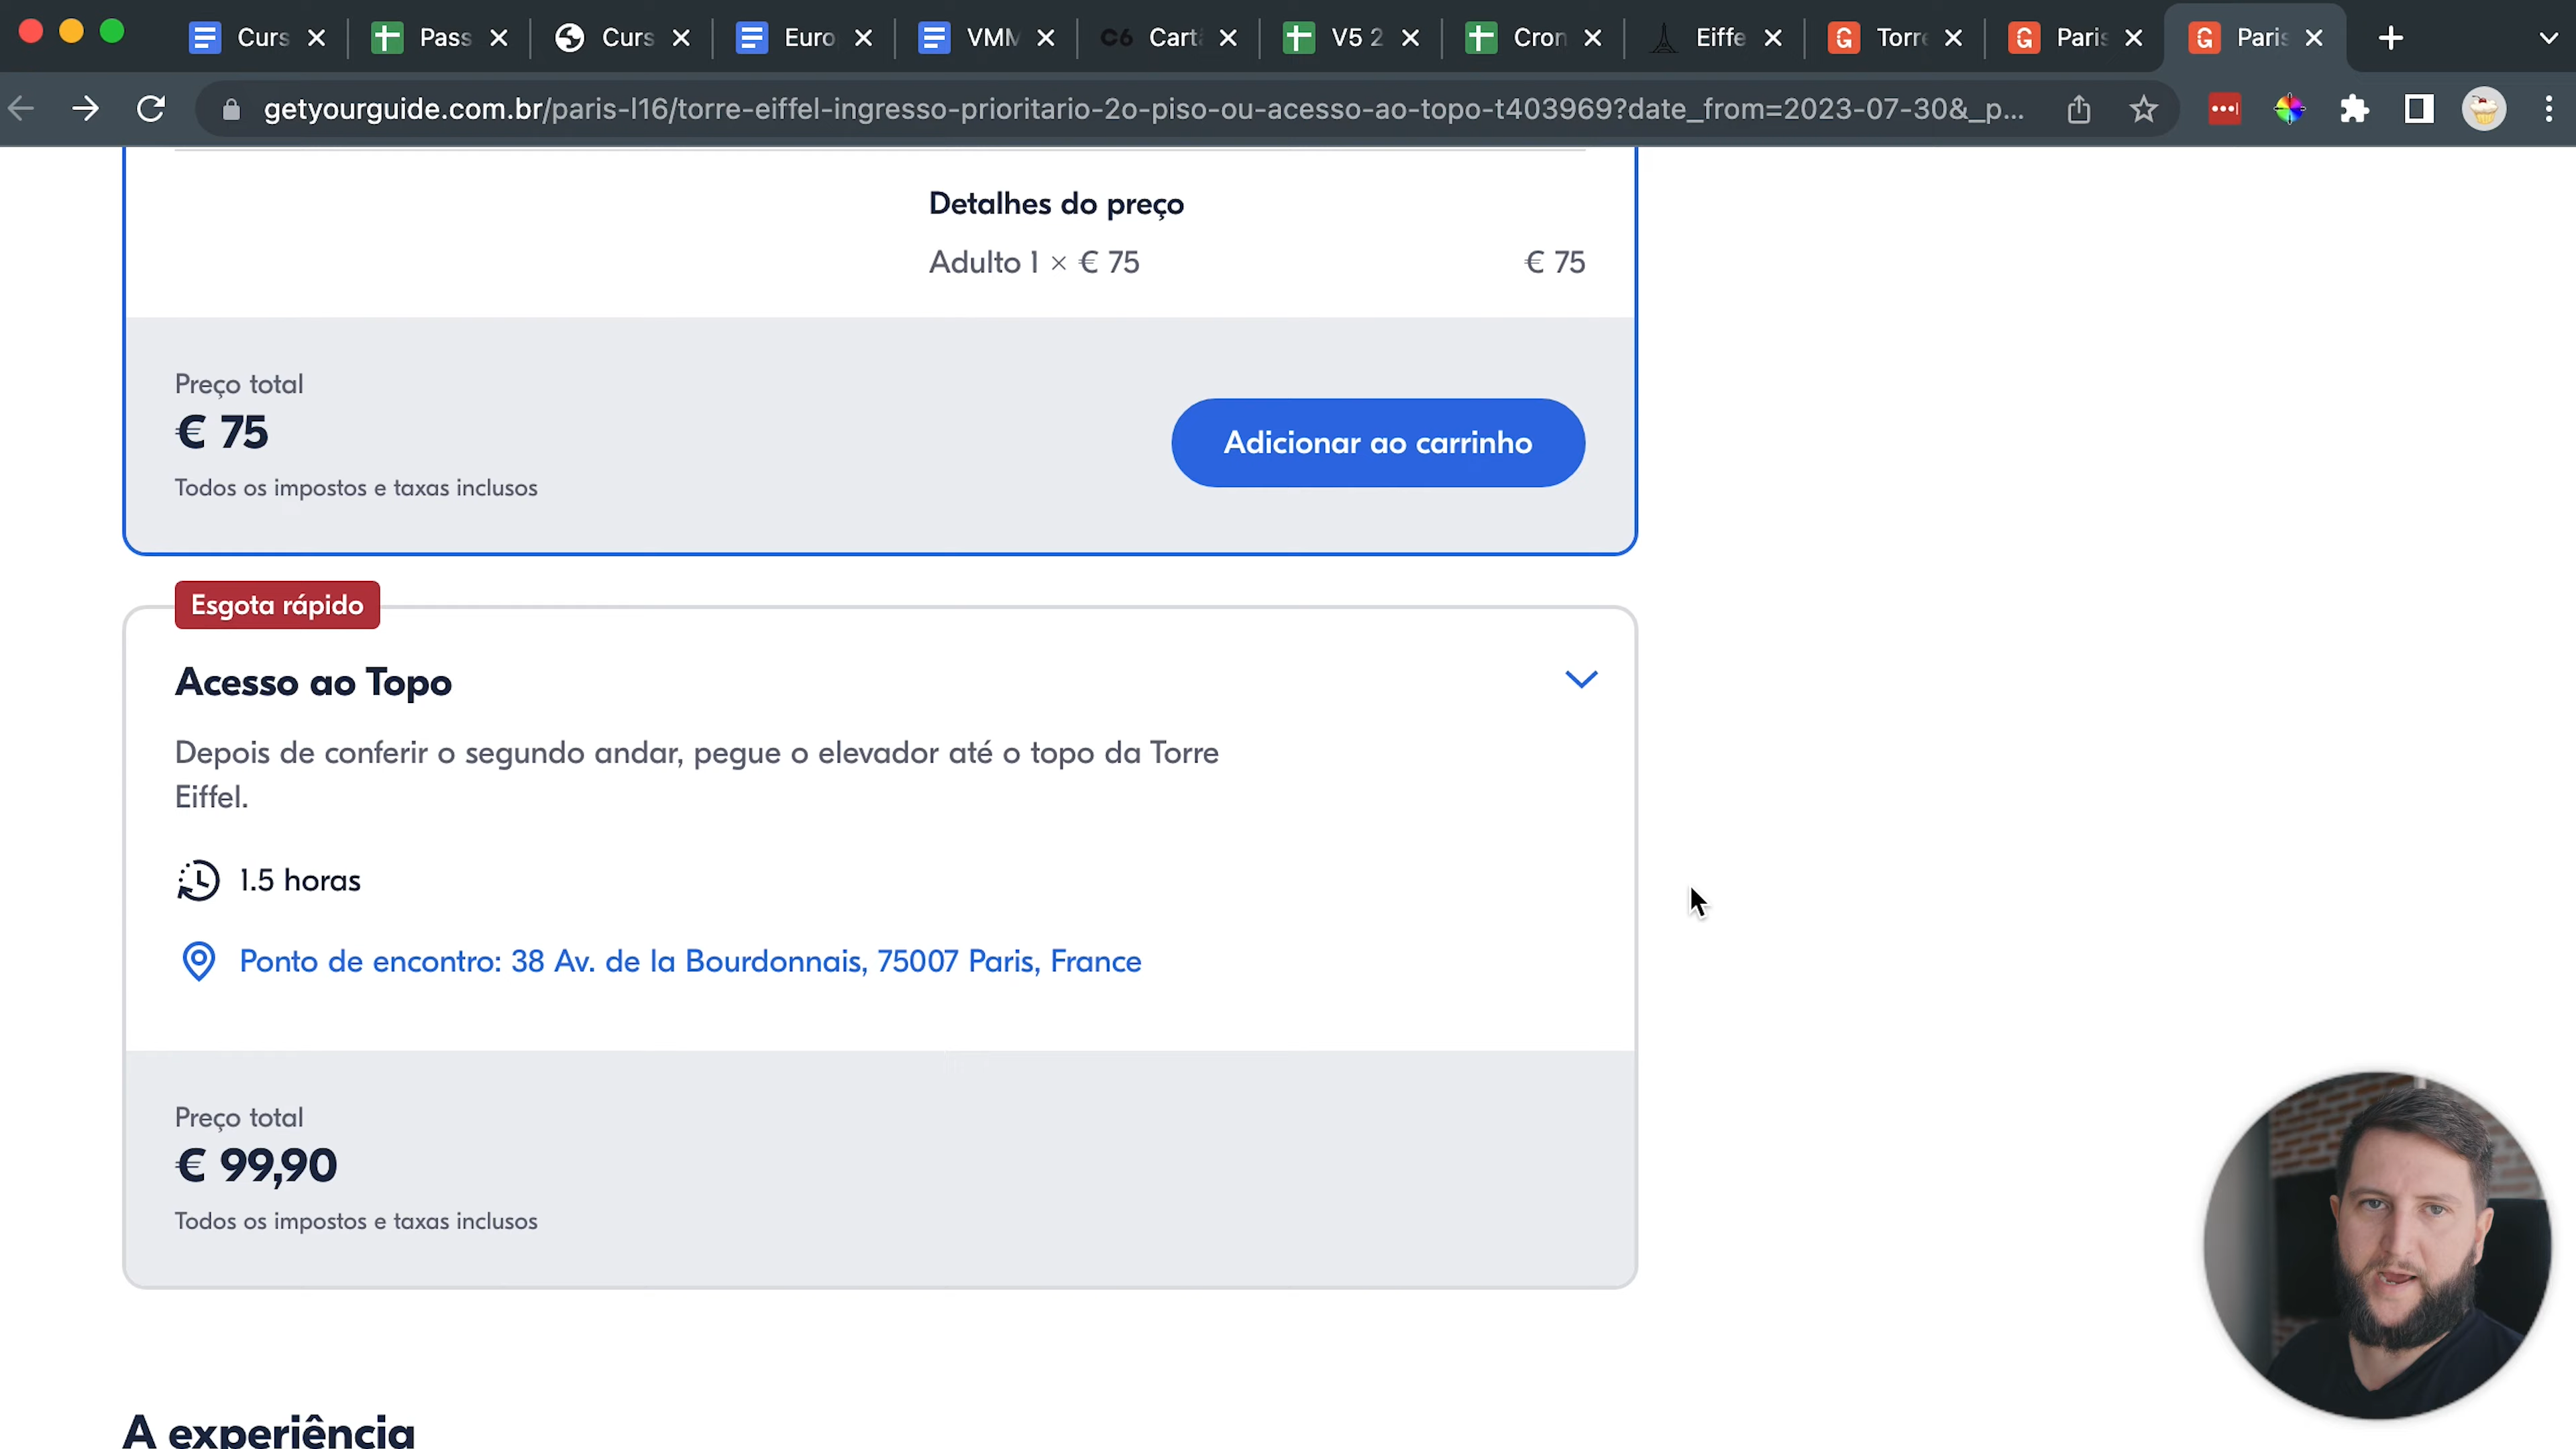 Curs
Pass
Curs
Euro
VMM
C6 Cart
V5 2
Cron
Eiffe
Torre
Paris
Paris
getyourguide.com.br/paris-l16/torre-eiffel-ingresso-prioritario-2o-piso-ou-acesso-ao-topo-t403969?date_from=2023-07-30&_p...
Detalhes do preço
Adulto 1 × € 75 € 75
Preço total
€ 75
Todos os impostos e taxas inclusos
Adicionar ao carrinho
Esgota rápido
Acesso ao Topo
Depois de conferir o segundo andar, pegue o elevador até o topo da Torre
Eiffel.
1.5 horas
Ponto de encontro: 38 Av. de la Bourdonnais, 75007 Paris, France
Preço total
€ 99,90
Todos os impostos e taxas inclusos
A experiência